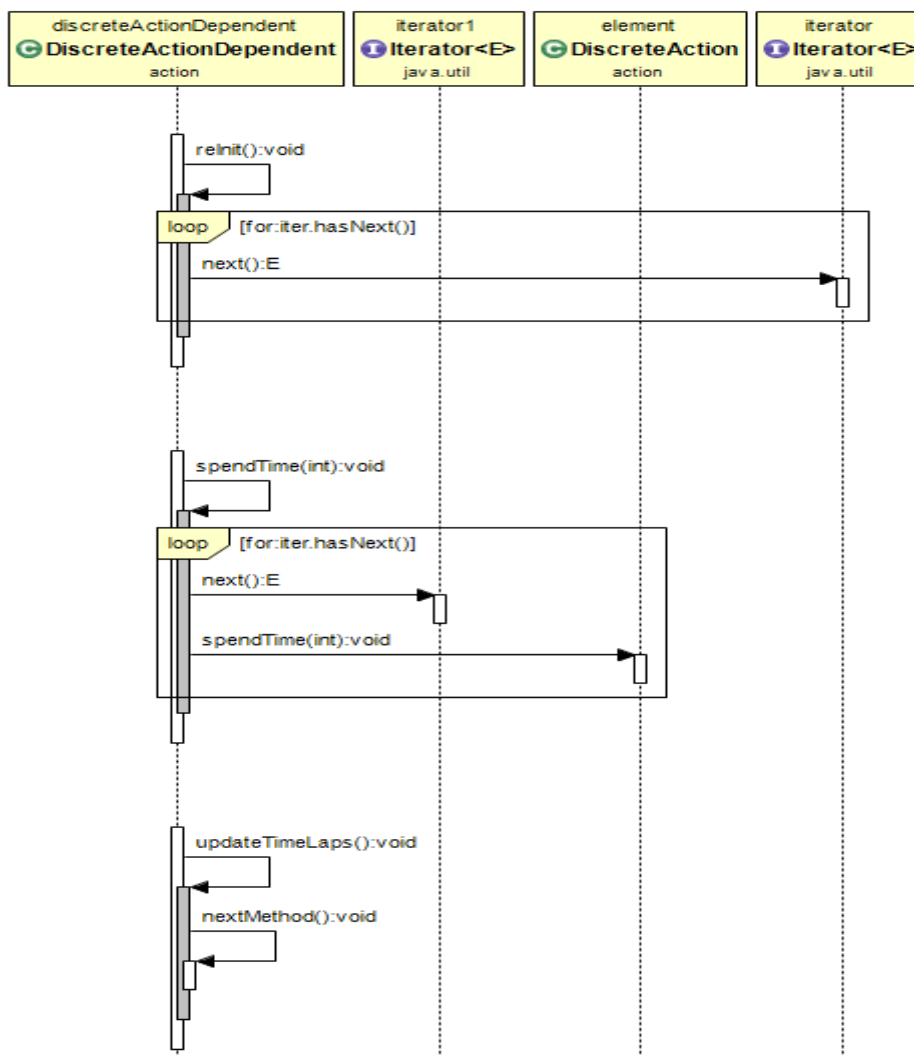 discreteActionDependent
C DiscreteActionDependent
action
iterator1
I Iterator<E>
java.util
element
C DiscreteAction
action
iterator
I Iterator<E>
java.util
reInit():void
loop [for:iter.hasNext()]
next():E
spendTime(int):void
loop [for:iter.hasNext()]
next():E
spendTime(int):void
updateTimeLaps():void
nextMethod():void